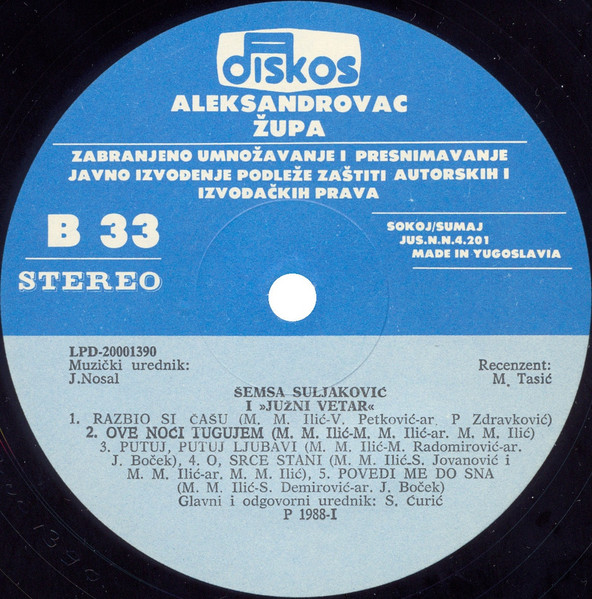 diskos
ALEKSANDROVAC
ŽUPA
ZABRANJENO UMNOŽAVANJE I PRESNIMAVANJE
JAVNO IZVOĐENJE PODLEŽE ZAŠTITI AUTORSKIH I
IZVOĐAČKIH PRAVA
B 33
STEREO
SOKOJ/SUMAJ
JUS.N.N.4.201
MADE IN YUGOSLAVIA
LPD-20001390
Muzički urednik:
J.Nosal
Recenzent:
M. Tasić
ŠEMSA SULJAKOVIĆ
I »JUŽNI VETAR«
1. RAZBIO SI ČAŠU (M. M. Ilić-V. Petković-ar. P Zdravković)
2. OVE NOĆI TUGUJEM (M. M. Ilić-M. M. Ilić-ar. M. M. Ilić)
3. PUTUJ, PUTUJ LJUBAVI (M. M. Ilić-M. Radomirović-ar.
J. Boček), 4. O, SRCE STANI (M. M. Ilić.S. Jovanović i
M. M. Ilić-ar, M. M. Ilić), 5. POVEDI ME DO SNA
(M. M. Ilić-S. Demirović-ar. J. Boček)
Glavni i odgovorni urednik: S. Ćurić
P 1988-I